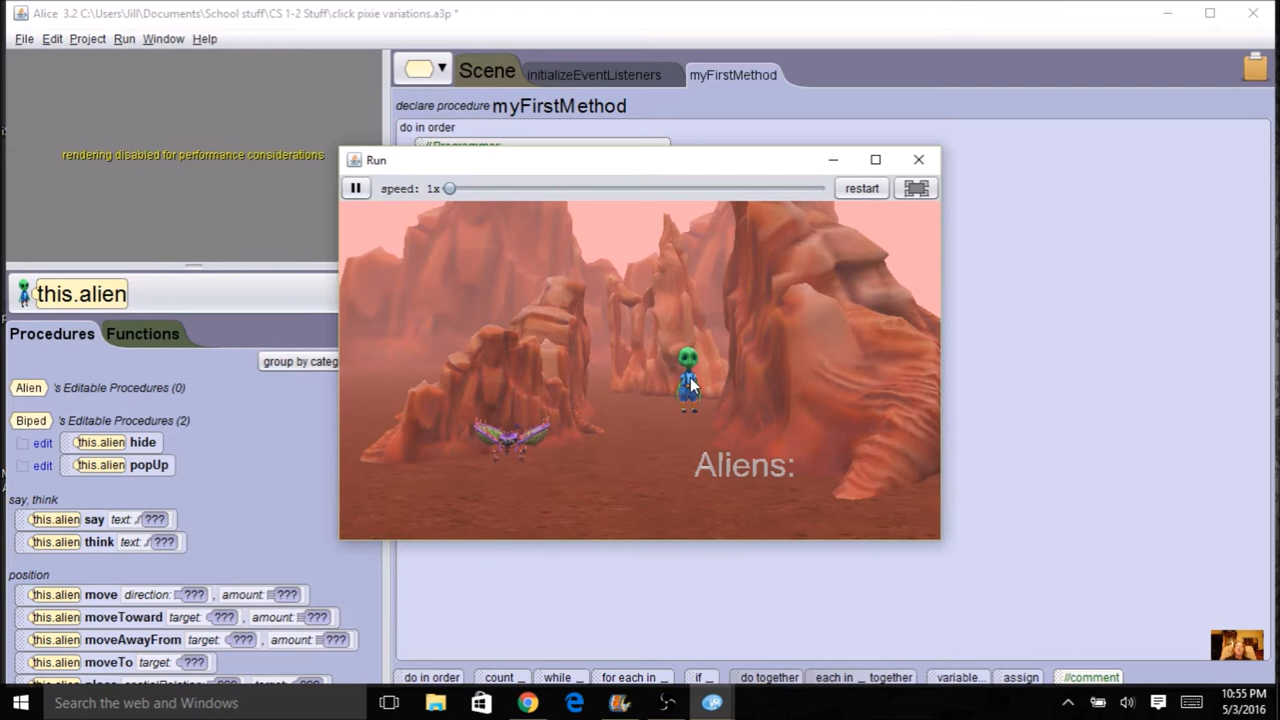 Alice 3.2 C:\Users\Jill\Documents\School stuff\CS 1-2 Stuff\click pixie variations.a3p *
File Edit Project Run Window Help
Scene initializeEventListeners myFirstMethod
declare procedure myFirstMethod
do in order
//Programmer:
rendering disabled for performance considerations
Run
speed: 1x restart
Aliens:
this.alien
Procedures Functions
group by categ
Alien 's Editable Procedures (0)
Biped 's Editable Procedures (2)
edit this.alien hide
edit this.alien popUp
say, think
this.alien say text: ???
this.alien think text: ???
position
this.alien move direction: ??? , amount: ???
this.alien moveToward target: ??? , amount: ???
this.alien moveAwayFrom target: ??? , amount: ???
this.alien moveTo target: ???
do in order count _ while _ for each in _ if _ do together each in _ together variable... assign //comment
Search the web and Windows
10:55 PM
5/3/2016